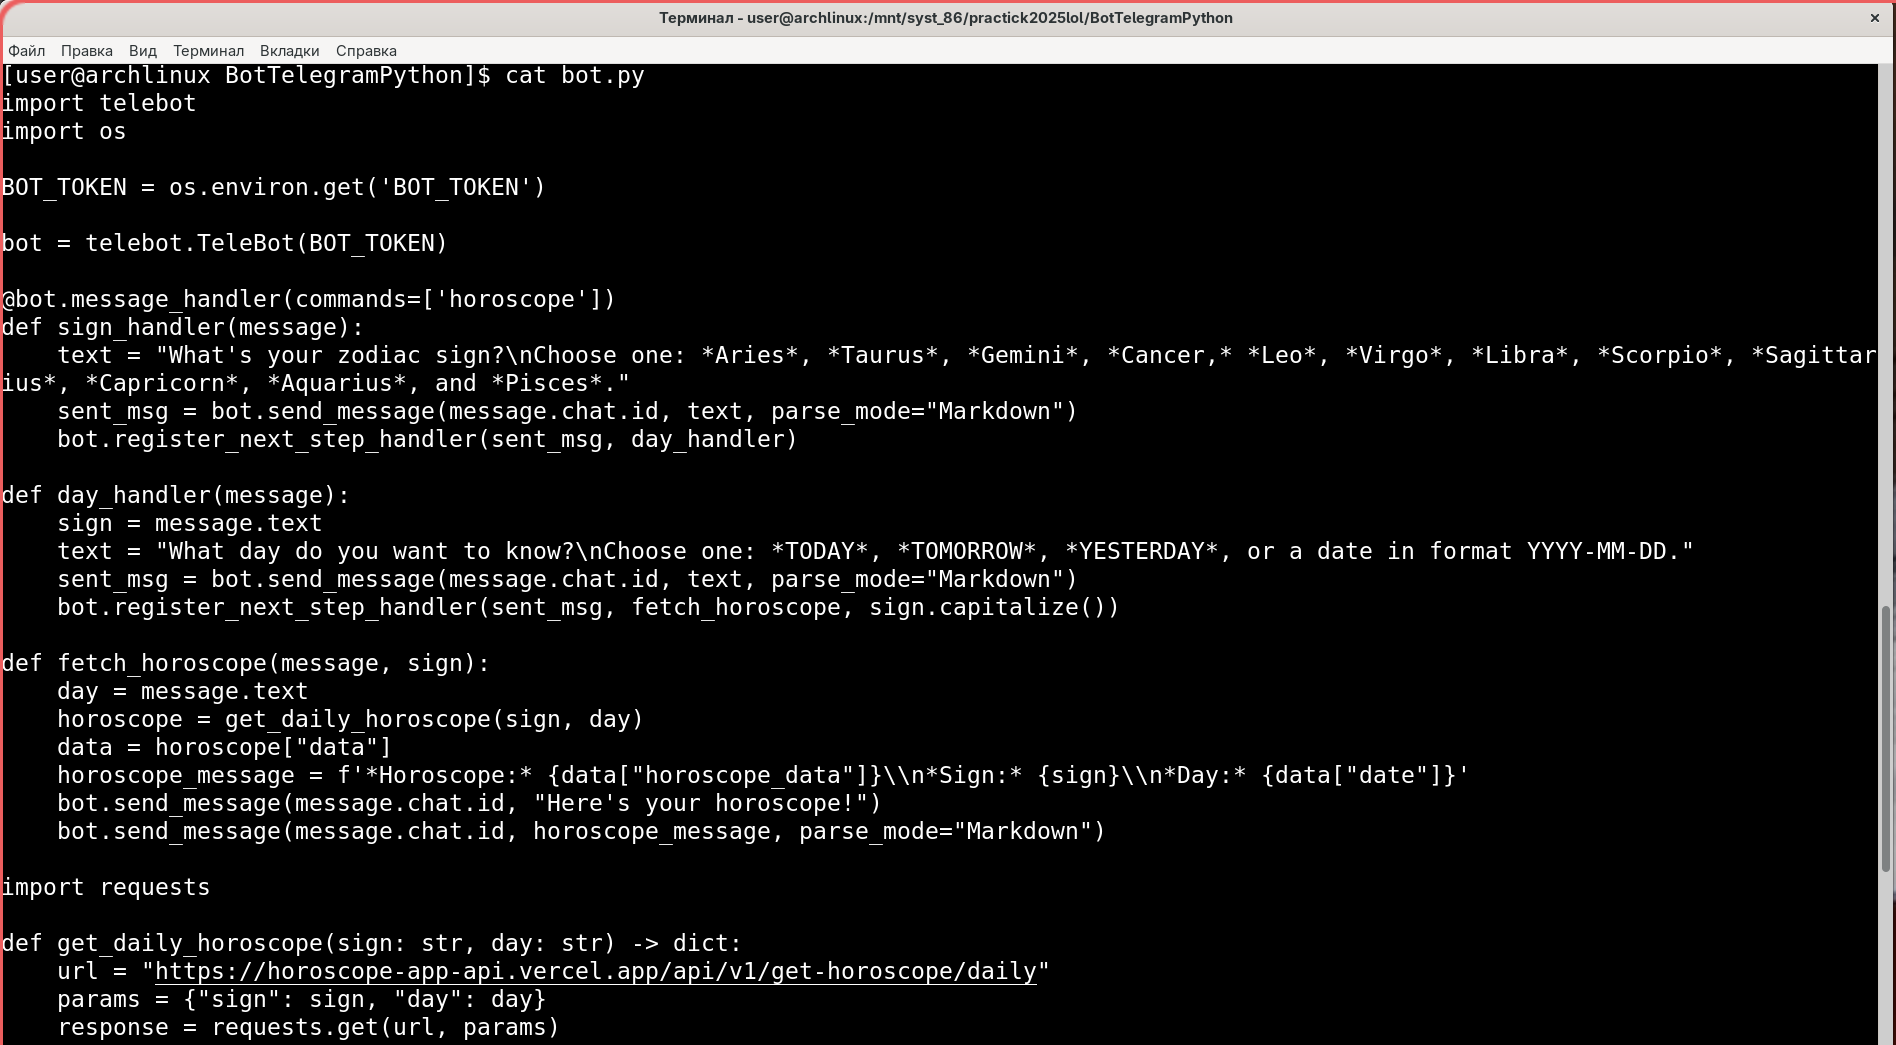 Терминал - user@archlinux:/mnt/syst_86/practick2025lol/BotTelegramPython ×
Файл Правка Вид Терминал Вкладки Справка
[user@archlinux BotTelegramPython]$ cat bot.py
import telebot
import os

BOT_TOKEN = os.environ.get('BOT_TOKEN')

bot = telebot.TeleBot(BOT_TOKEN)

@bot.message_handler(commands=['horoscope'])
def sign_handler(message):
    text = "What's your zodiac sign?\nChoose one: *Aries*, *Taurus*, *Gemini*, *Cancer,* *Leo*, *Virgo*, *Libra*, *Scorpio*, *Sagittar
ius*, *Capricorn*, *Aquarius*, and *Pisces*."
    sent_msg = bot.send_message(message.chat.id, text, parse_mode="Markdown")
    bot.register_next_step_handler(sent_msg, day_handler)

def day_handler(message):
    sign = message.text
    text = "What day do you want to know?\nChoose one: *TODAY*, *TOMORROW*, *YESTERDAY*, or a date in format YYYY-MM-DD."
    sent_msg = bot.send_message(message.chat.id, text, parse_mode="Markdown")
    bot.register_next_step_handler(sent_msg, fetch_horoscope, sign.capitalize())

def fetch_horoscope(message, sign):
    day = message.text
    horoscope = get_daily_horoscope(sign, day)
    data = horoscope["data"]
    horoscope_message = f'*Horoscope:* {data["horoscope_data"]}\\n*Sign:* {sign}\\n*Day:* {data["date"]}'
    bot.send_message(message.chat.id, "Here's your horoscope!")
    bot.send_message(message.chat.id, horoscope_message, parse_mode="Markdown")

import requests

def get_daily_horoscope(sign: str, day: str) -> dict:
    url = "https://horoscope-app-api.vercel.app/api/v1/get-horoscope/daily"
    params = {"sign": sign, "day": day}
    response = requests.get(url, params)